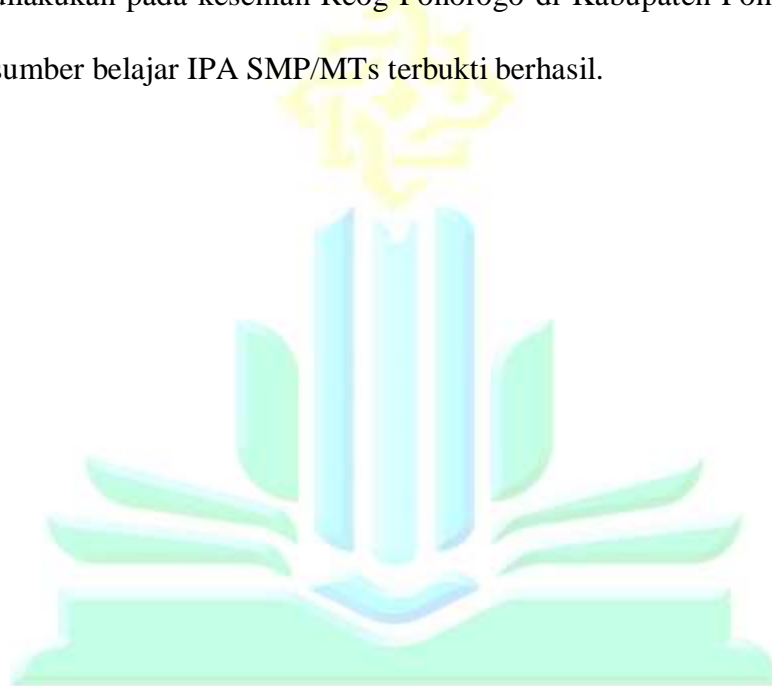 pada kesenian Reog Ponorogo di Kabupaten
sumber belajar IPA SMP/MTs terbukti berhasil.